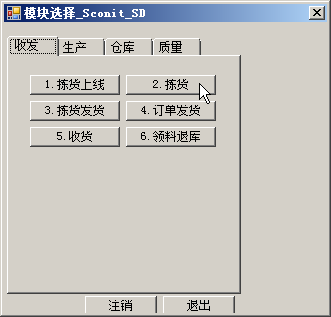 模块选择_Sconit_SD
收发 生产 仓库 质量
1.拣货上线 2.拣货
3.拣货发货 4.订单发货
5.收货 6.领料退库
注销 退出